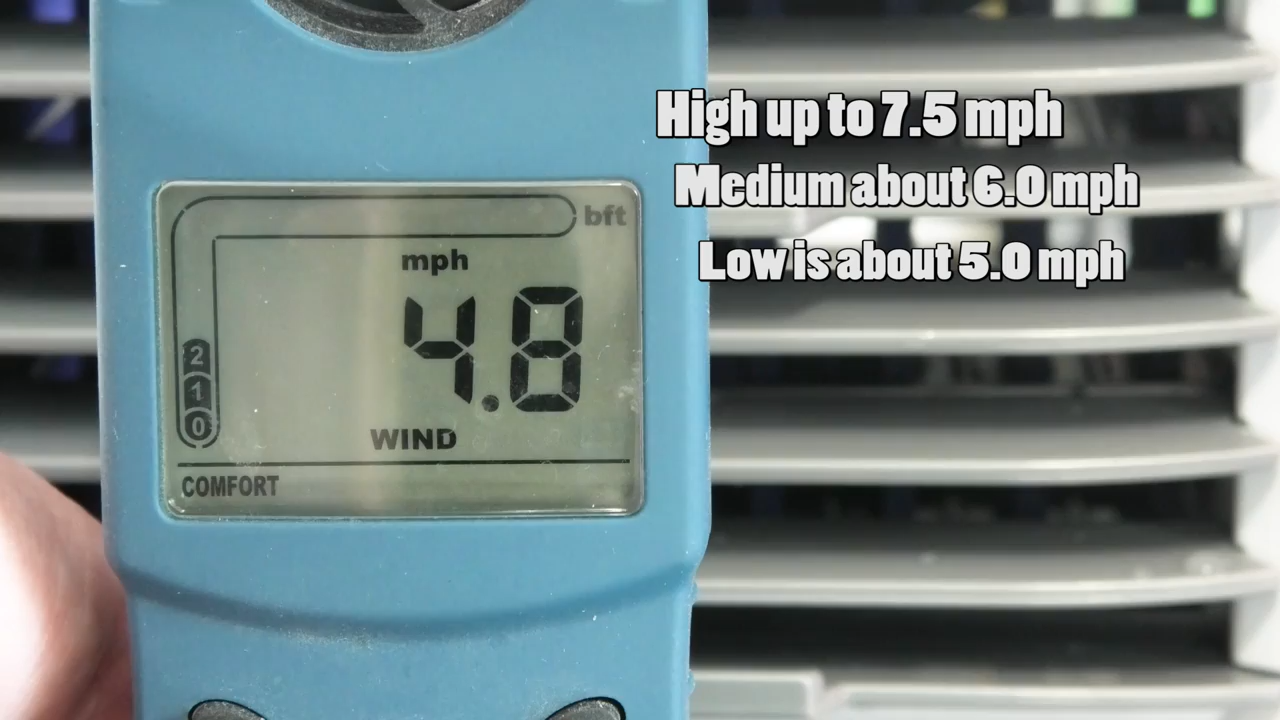 High up to 7.5 mph
Medium about 6.0 mph
Low is about 5.0 mph
bft
mph
4.8
2
1
0
WIND
COMFORT